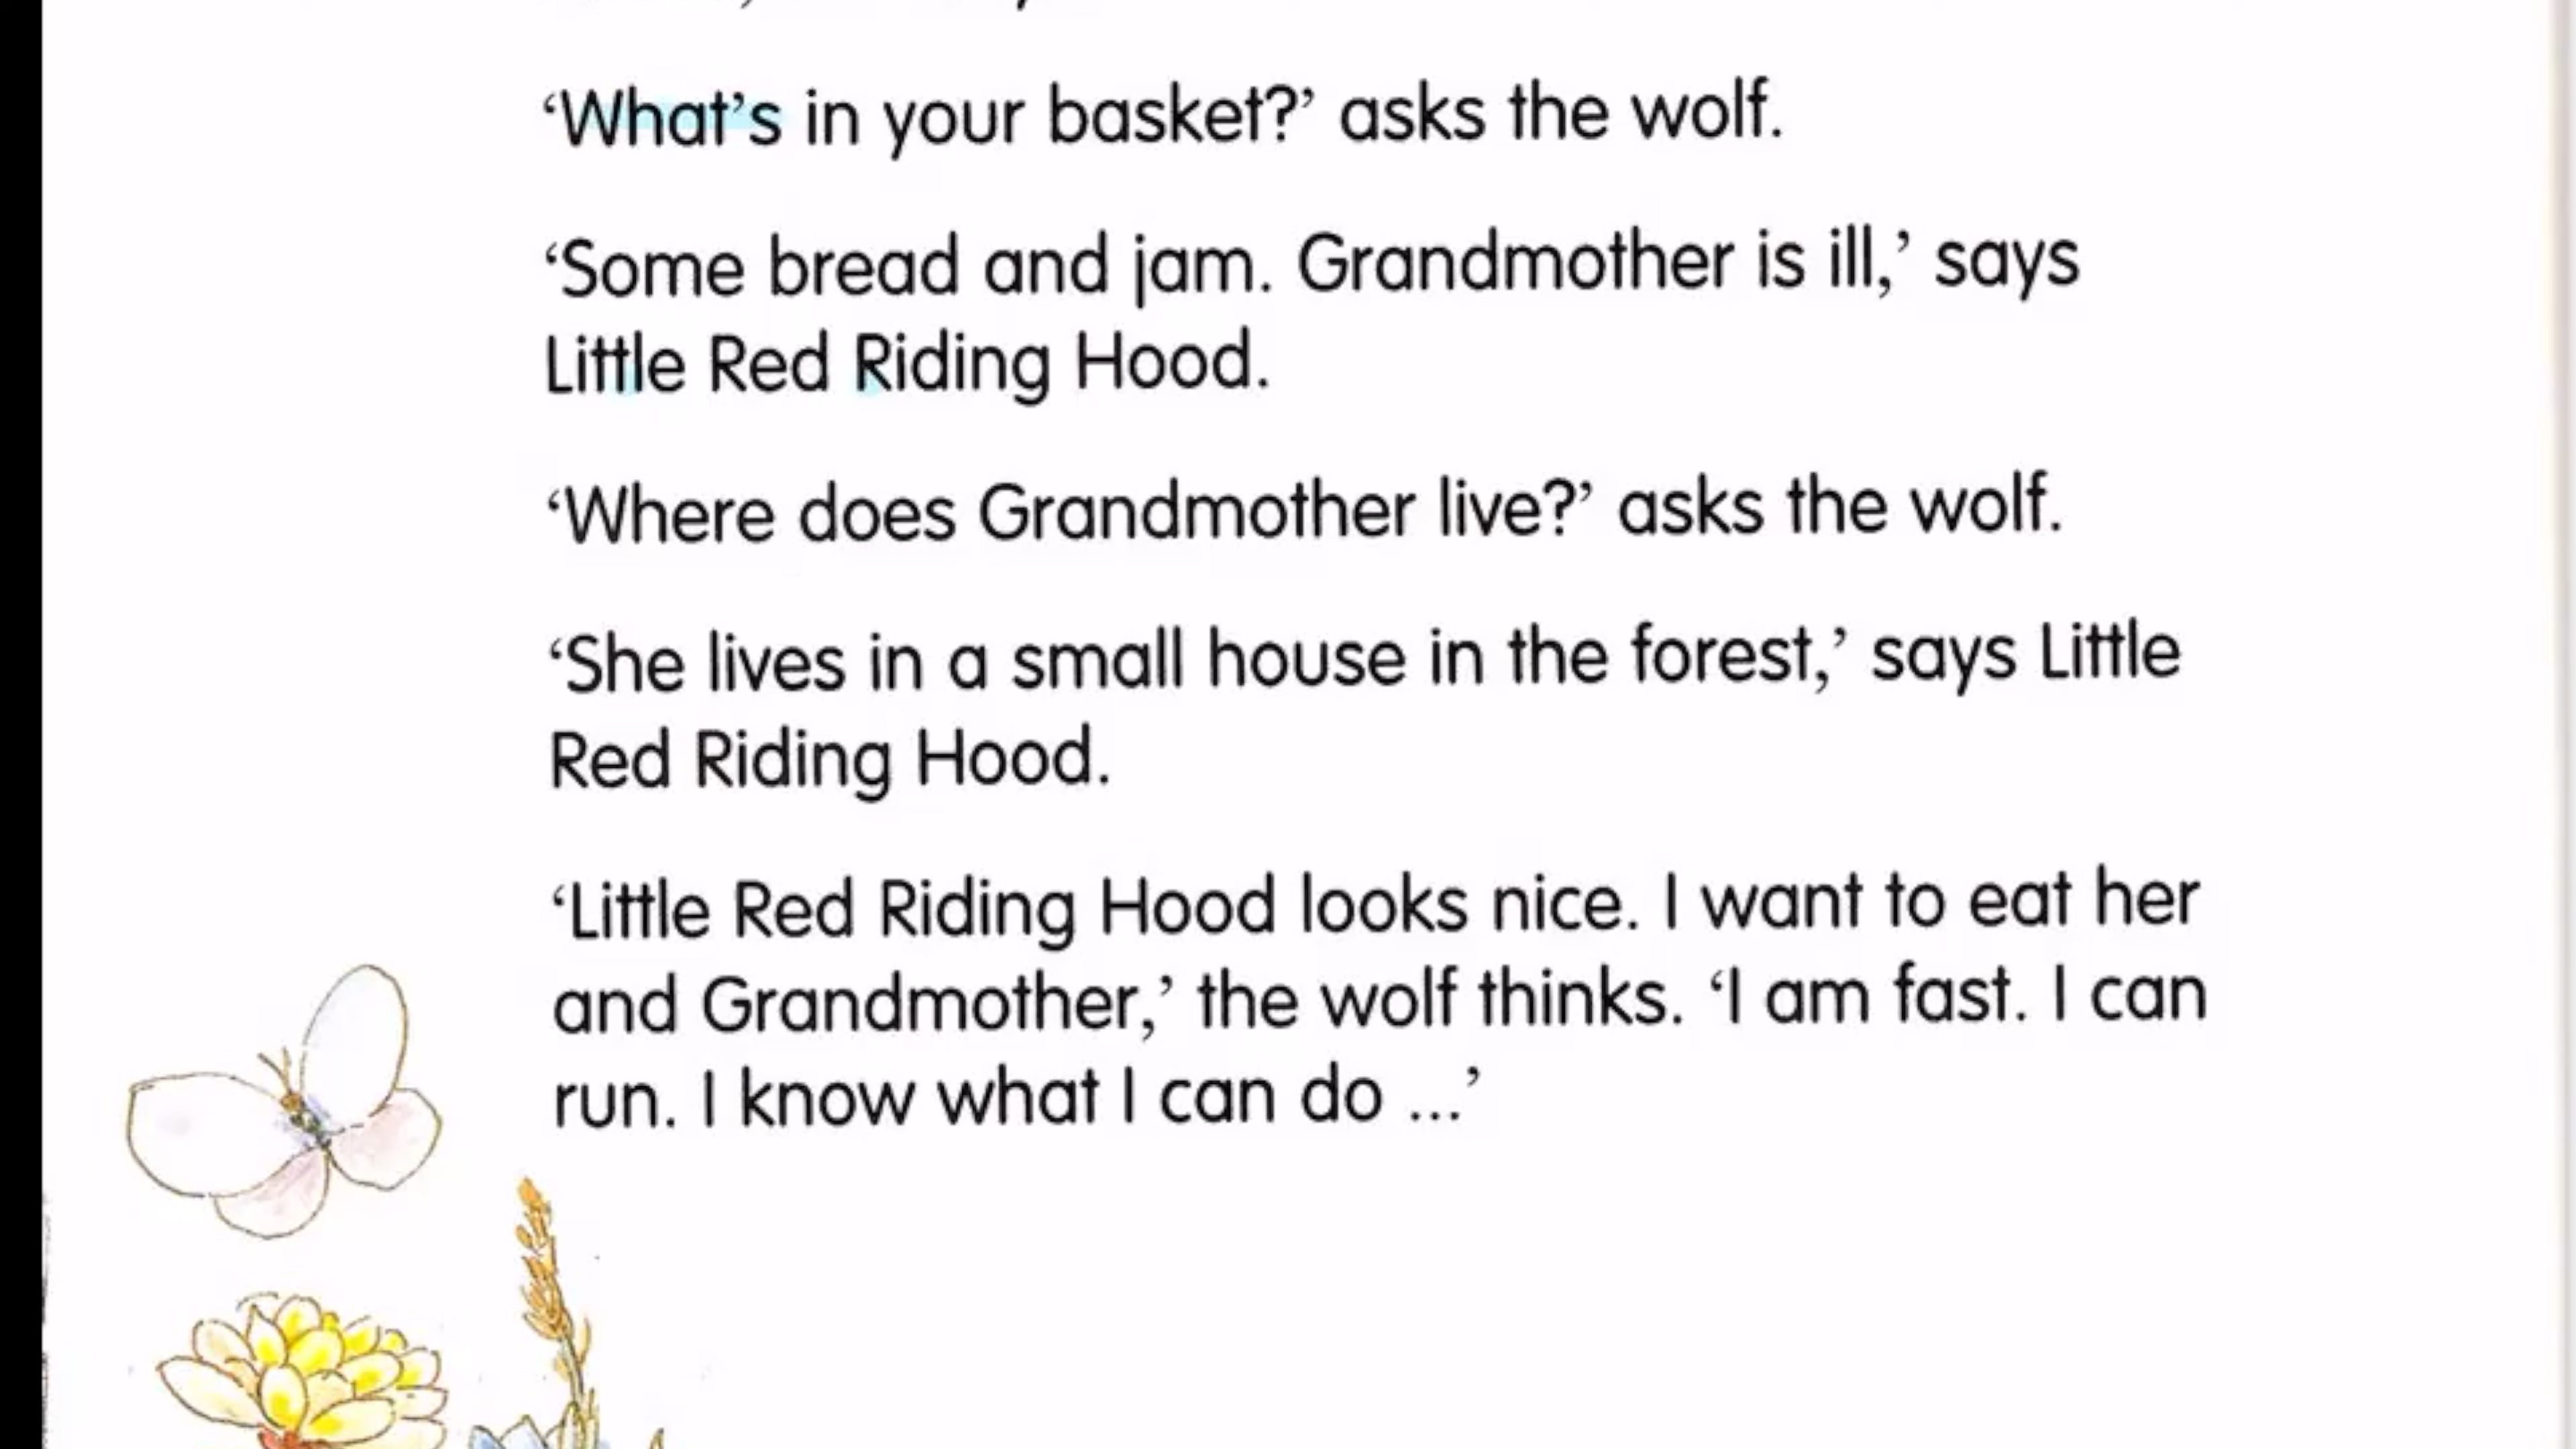 ‘What’s in your basket?’ asks the wolf.
‘Some bread and jam. Grandmother is ill,’ says
Little Red Riding Hood.
‘Where does Grandmother live?’ asks the wolf.
‘She lives in a small house in the forest,’ says Little
Red Riding Hood.
‘Little Red Riding Hood looks nice. I want to eat her
and Grandmother,’ the wolf thinks. ‘I am fast. I can
run. I know what I can do ...’